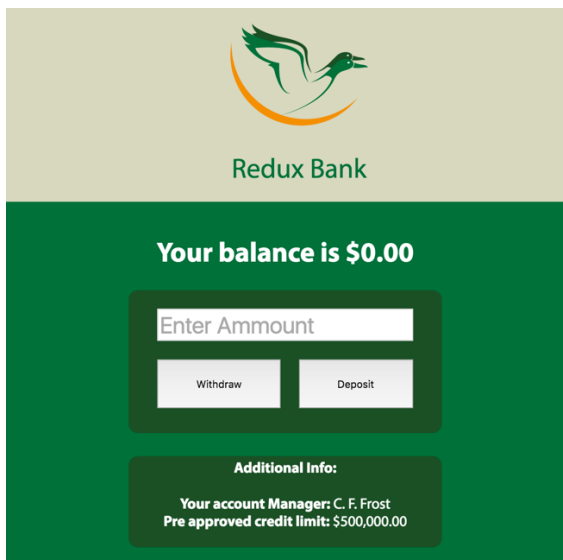 Redux Bank
Your balance is $0.00
Enter Ammount
Withdraw
Deposit
Additional Info:
Your account Manager: C. F. Frost
Pre approved credit limit: $500,000.00